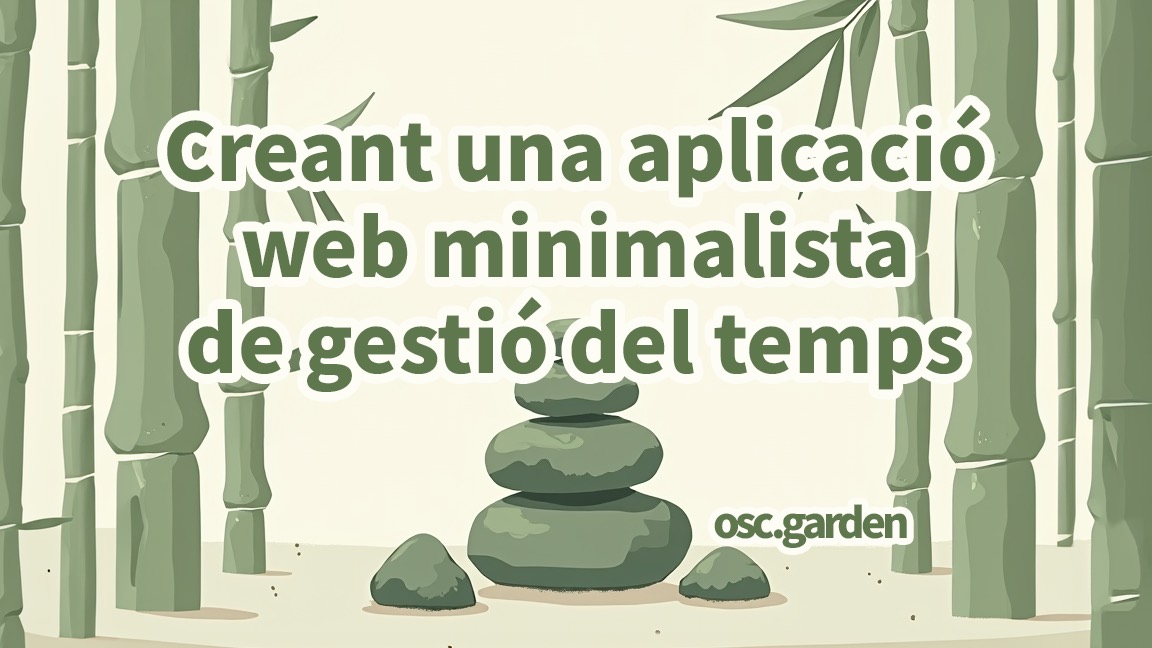 Creant una aplicació
web minimalista
de gestió del temps
osc.garden